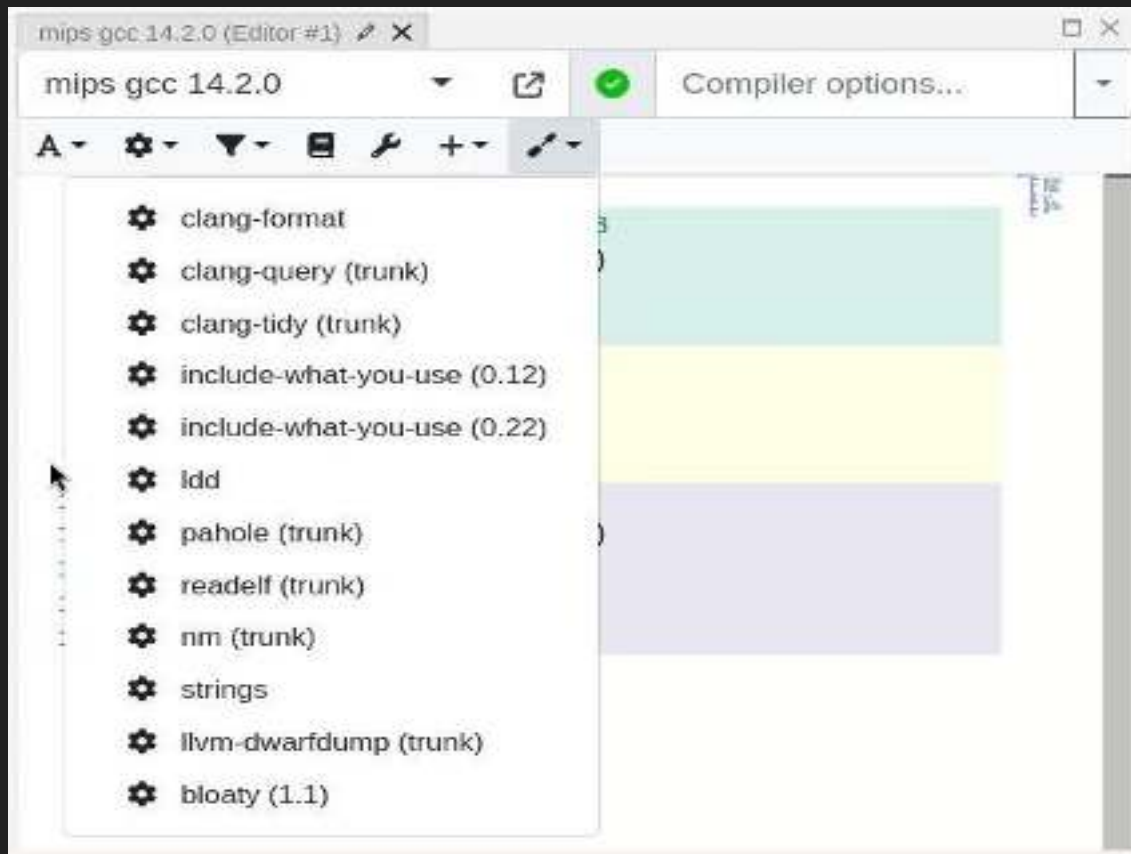 mips gcc 14.2.0 (Editor #1)
mips gcc 14.2.0
Compiler options...
A
clang-format
clang-query (trunk)
clang-tidy (trunk)
include-what-you-use (0.12)
include-what-you-use (0.22)
ldd
pahole (trunk)
readelf (trunk)
nm (trunk)
strings
llvm-dwarfdump (trunk)
bloaty (1.1)
)
)